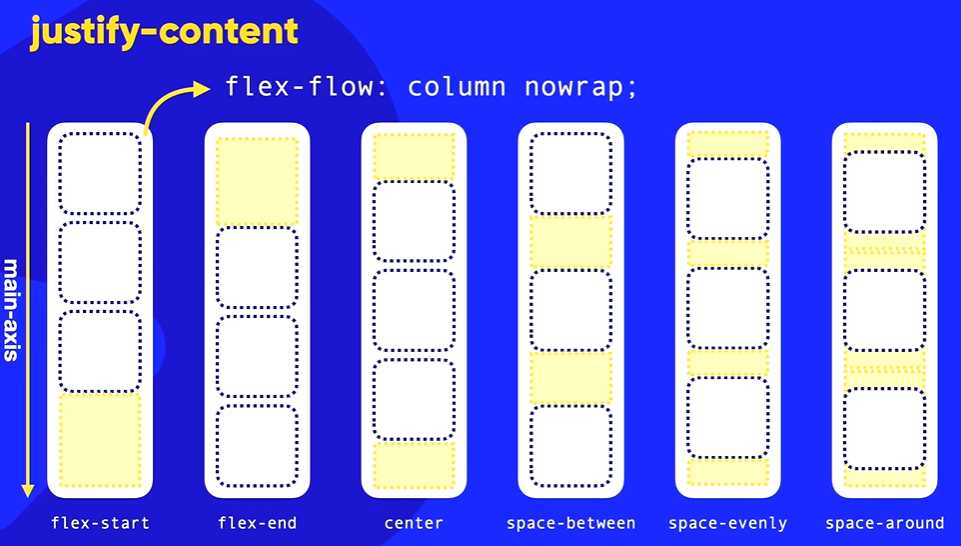 justify-content
flex-flow: column nowrap;
main-axis
flex-start
flex-end
center
space-between
space-evenly
space-around